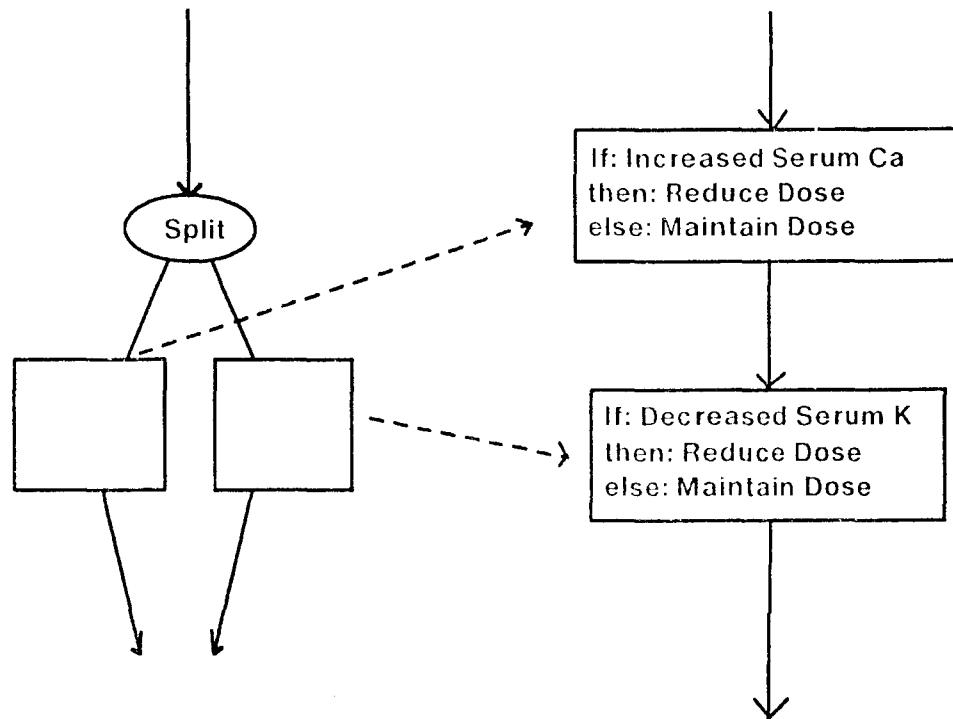 Split
If: Increased Serum Ca
then: Reduce Dose
else: Maintain Dose
If: Decreased Serum K
then: Reduce Dose
else: Maintain Dose